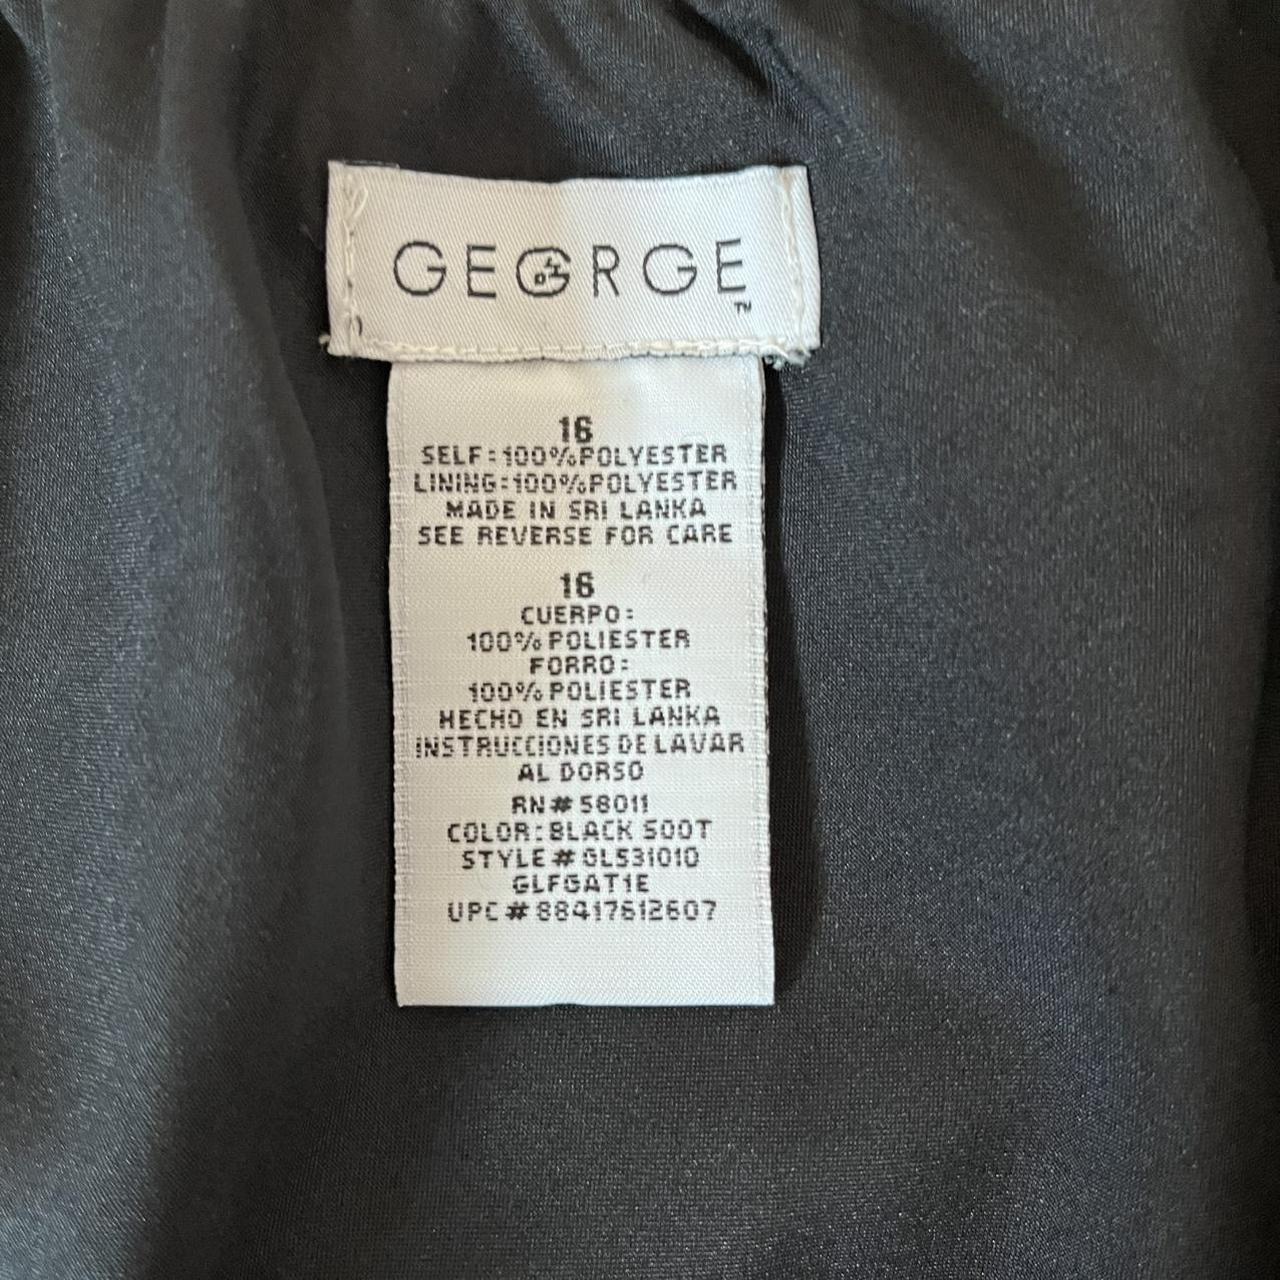 GEORGE
TM
16
SELF:100%POLYESTER
LINING:100%POLYESTER
MADE IN SRI LANKA
SEE REVERSE FOR CARE
16
CUERPO:
100% POLIESTER
FORRO:
100% POLIESTER
HECHO EN SRI LANKA
INSTRUCCIONES DE LAVAR
AL DORSO
RN# 58011
COLOR: BLACK SOOT
STYLE# GL531010
GLFGAT1E
UPC# 88417612607